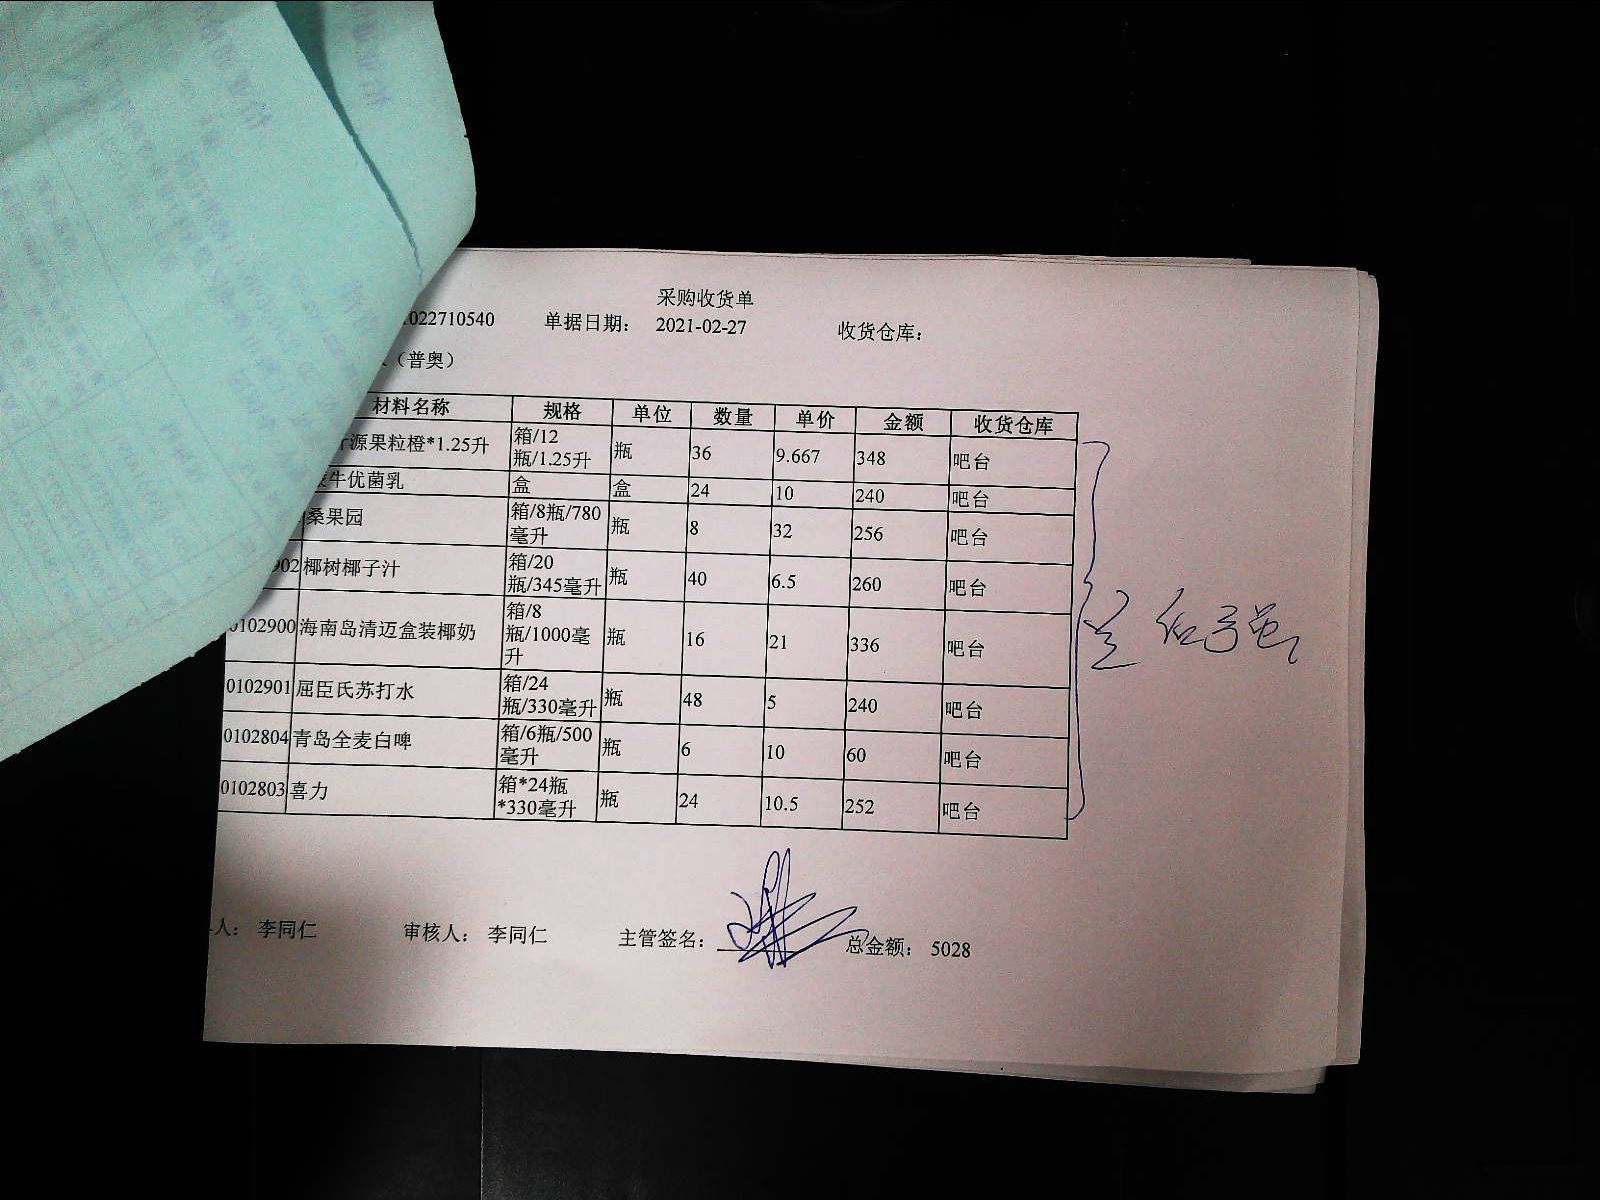 采购收货单
1022710540 单据日期： 2021-02-27 收货仓库：
（普奥）
材料名称 规格 单位 数量 单价 金额 收货仓库
源果粒橙*1.25升 箱/12瓶/1.25升 瓶 36 9.667 348 吧台
牛优菌乳 盒 盒 24 10 240 吧台
桑果园 箱/8瓶/780毫升 瓶 8 32 256 吧台
902 椰树椰子汁 箱/20瓶/345毫升 瓶 40 6.5 260 吧台
0102900 海南岛清迈盒装椰奶 箱/8瓶/1000毫升 瓶 16 21 336 吧台
0102901 屈臣氏苏打水 箱/24瓶/330毫升 瓶 48 5 240 吧台
0102804 青岛全麦白啤 箱/6瓶/500毫升 瓶 6 10 60 吧台
0102803 喜力 箱*24瓶*330毫升 瓶 24 10.5 252 吧台
人： 李同仁 审核人： 李同仁 主管签名： 总金额： 5028